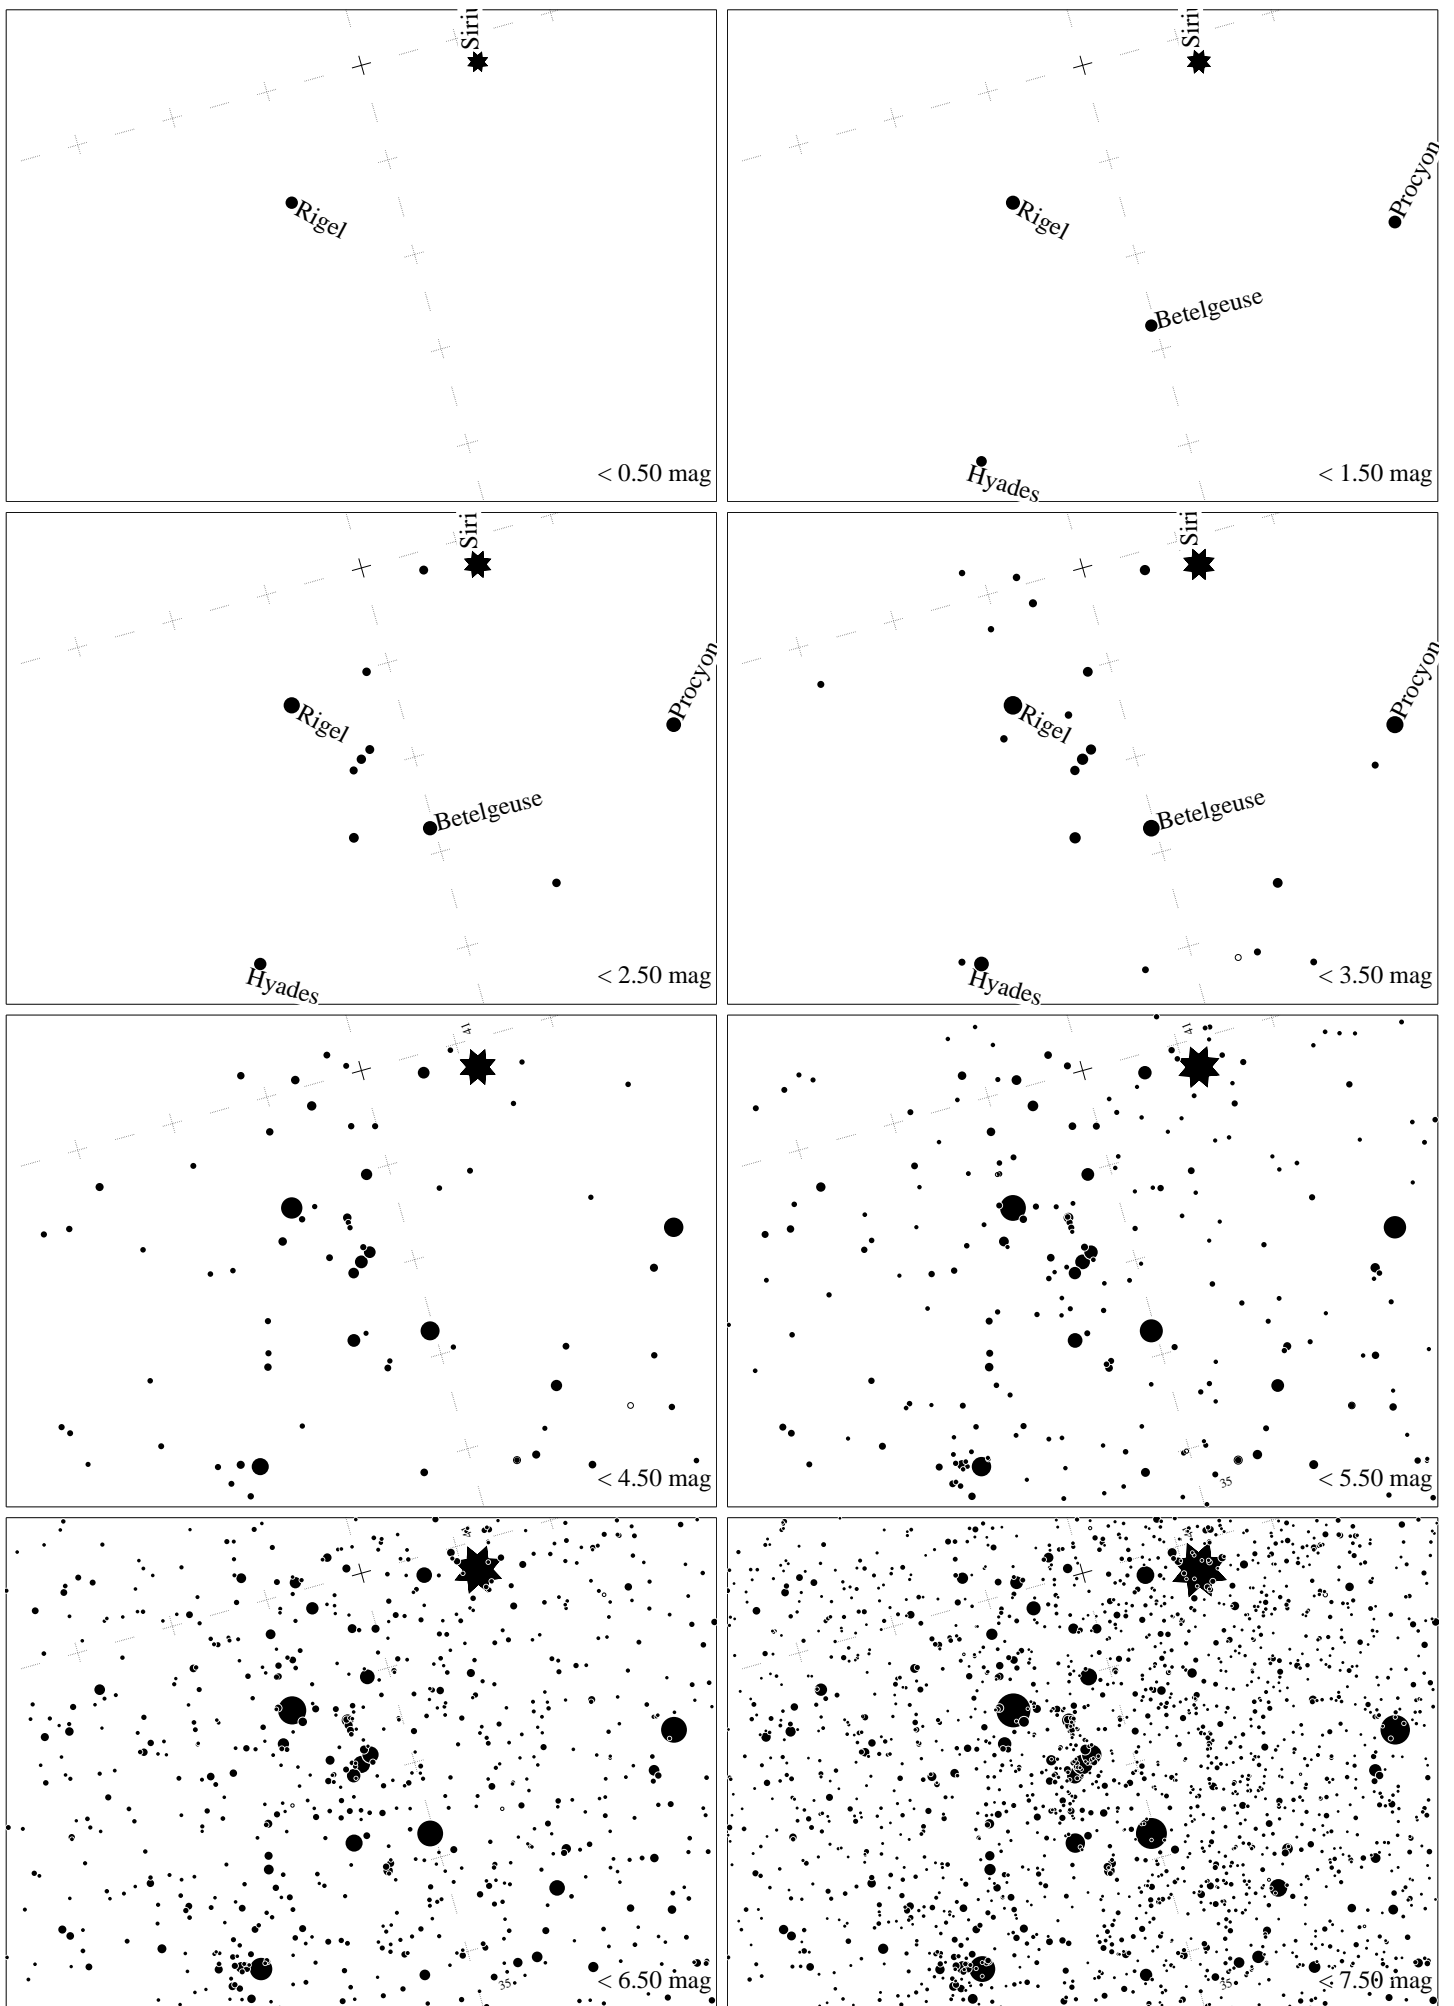 Siri
Rigel
< 0.50 mag
Siri
Procyon
Rigel
Betelgeuse
Hyades
< 1.50 mag
Siri
Procyon
Rigel
Betelgeuse
Hyades
< 2.50 mag
Siri
Procyon
Rigel
Betelgeuse
Hyades
< 3.50 mag
41
< 4.50 mag
41
35
< 5.50 mag
35
< 6.50 mag
35
< 7.50 mag